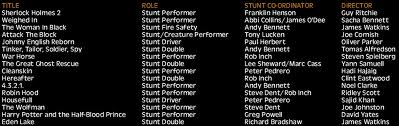 TITLE ROLE STUNT CO-ORDINATOR DIRECTOR
Sherlock Holmes 2 Stunt Performer Franklin Henson Guy Ritchie
Weighed In Stunt Performer Abbi Collins/James O'Dee Sacha Bennett
The Woman In Black Stunt Fire Safety Andy Bennett James Watkins
Attack The Block Stunt/Creature Performer Tony Lucken Joe Cornish
Johnny English Reborn Stunt Driver Paul Herbert Oliver Parker
Tinker, Tailor, Soldier, Spy Stunt Double Andy Bennett Tomas Alfredson
War Horse Stunt Performer Rob Inch Steven Spielberg
The Great Ghost Rescue Stunt Double Lee Sheward/Marc Cass Yann Samuell
Cleanskin Stunt Performer Peter Pedrero Hadi Hajaig
Hereafter Stunt Double Rob Inch Clint Eastwood
4.3.2.1. Stunt Performer Andy Bennett Noel Clarke
Robin Hood Stunt Performer Steve Dent/Rob Inch Ridley Scott
Housefull Stunt Driver Peter Pedrero Sajid Khan
The Wolfman Stunt Performer Steve Dent Joe Johnston
Harry Potter and the Half-Blood Prince Stunt Performer Greg Powell David Yates
Eden Lake Stunt Double Richard Bradshaw James Watkins